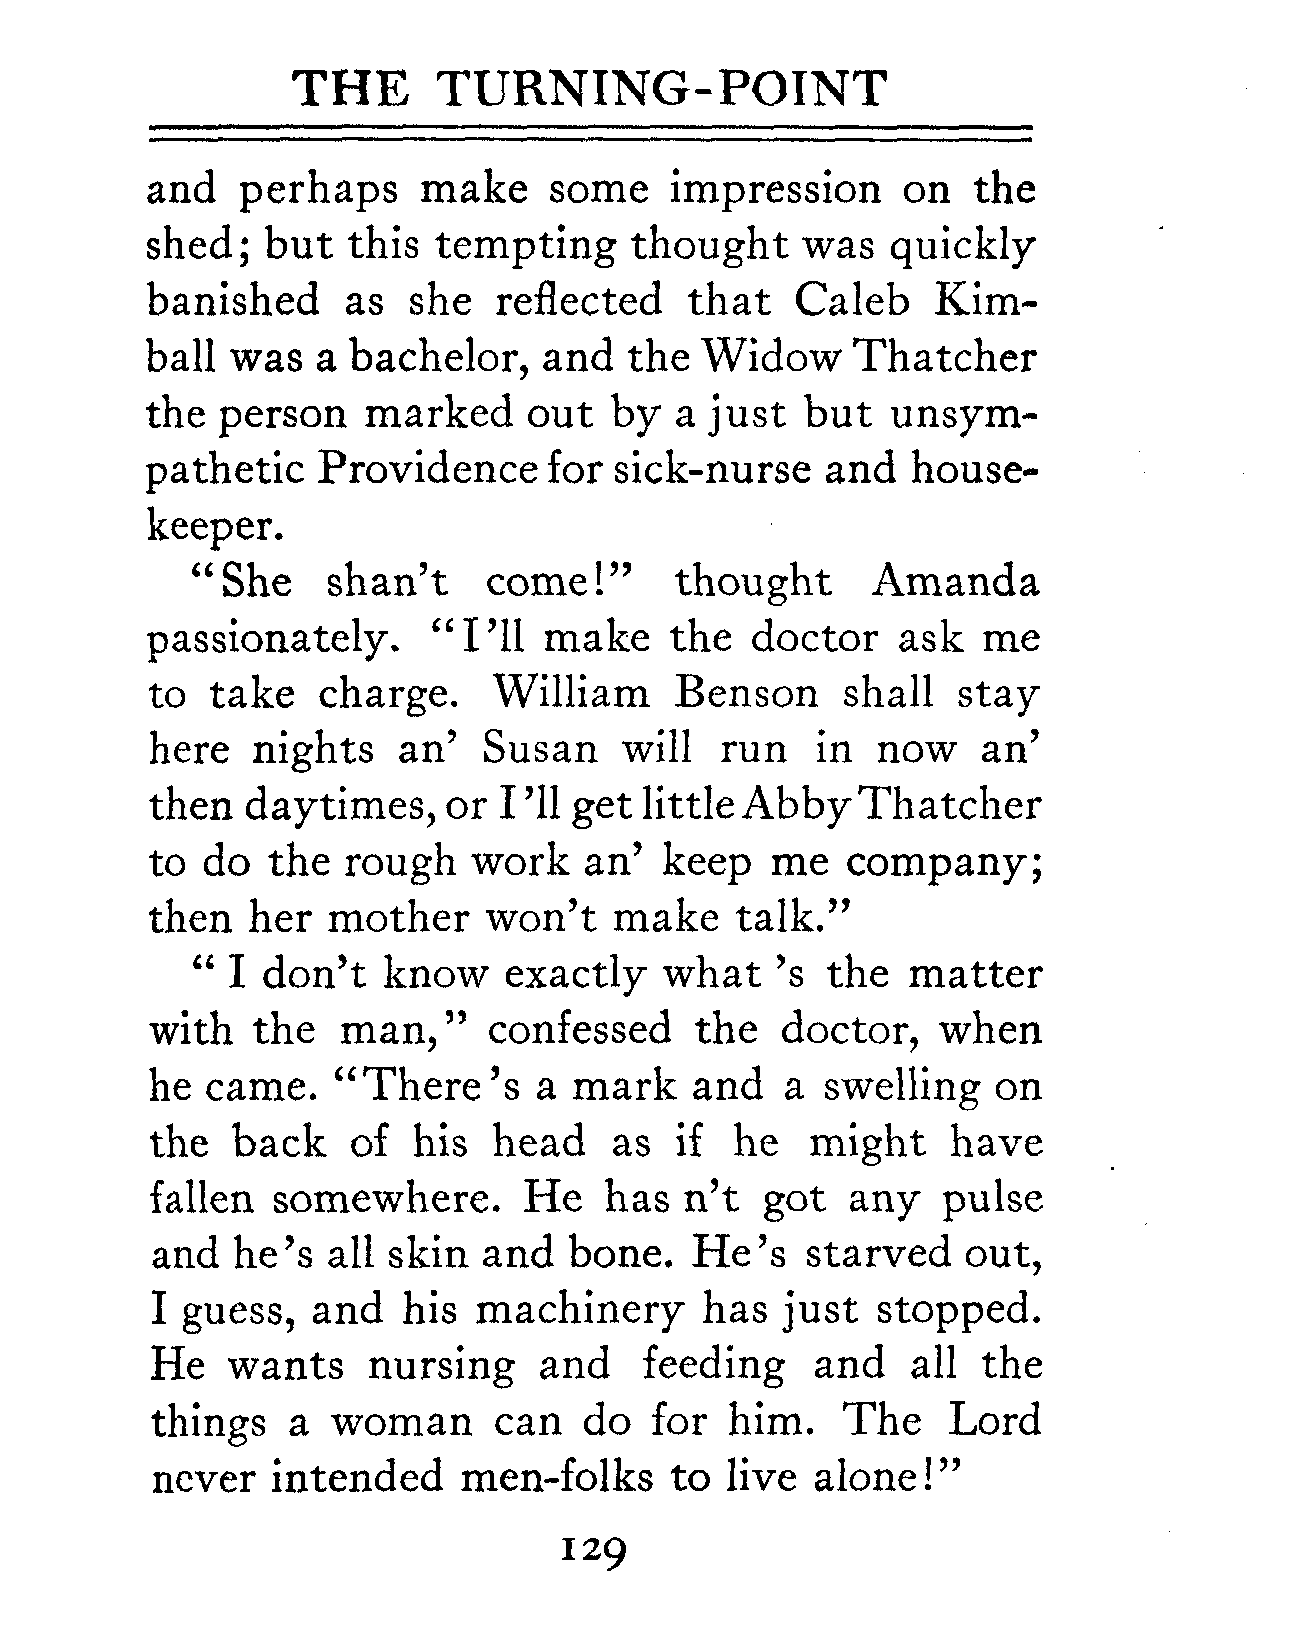 THE TURNING-POINT
and perhaps make some impression on the
shed; but this tempting thought was quickly
banished as she reflected that Caleb Kim-
ball was a bachelor, and the Widow Thatcher
the person marked out by a just but unsym-
pathetic Providence for sick-nurse and house-
keeper.
"She shan't come!" thought Amanda
passionately. "I'll make the doctor ask me
to take charge. William Benson shall stay
here nights an' Susan will run in now an'
then daytimes, or I'll get little Abby Thatcher
to do the rough work an' keep me company;
then her mother won't make talk."
"I don't know exactly what's the matter
with the man," confessed the doctor, when
he came. "There's a mark and a swelling on
the back of his head as if he might have
fallen somewhere. He has n't got any pulse
and he's all skin and bone. He's starved out,
I guess, and his machinery has just stopped.
He wants nursing and feeding and all the
things a woman can do for him. The Lord
never intended men-folks to live alone!"
129